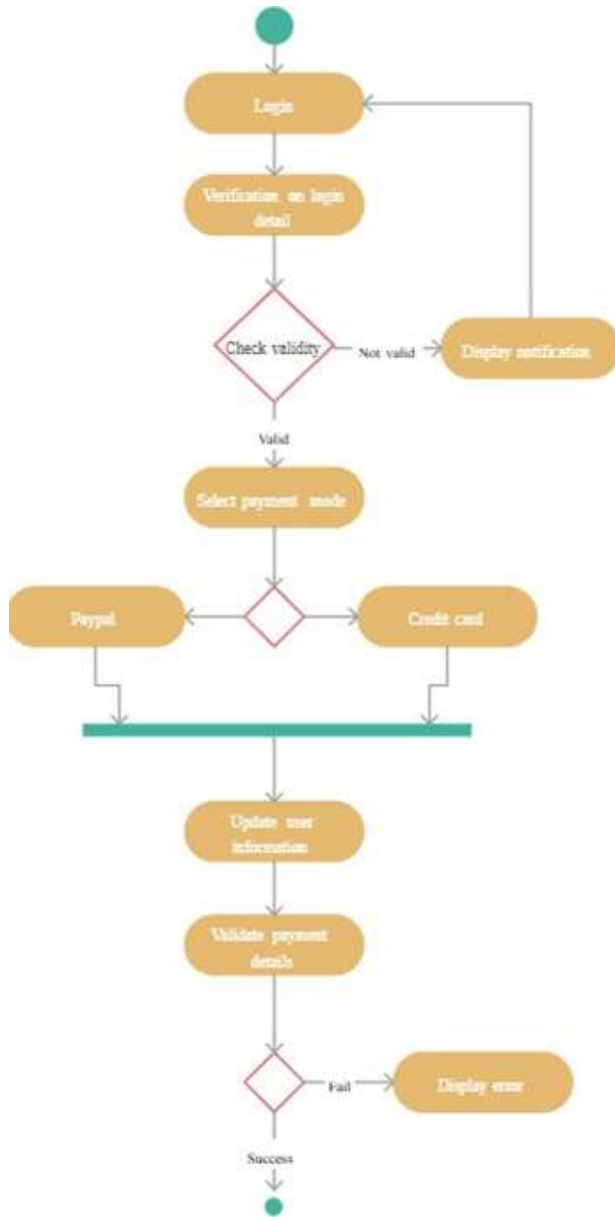 Login
Verification on login
detail
Check validity
Not valid
Display notification
Valid
Select payment mode
Paypal
Credit card
Update user
information
Validate payment
details
Fail
Display error
Success